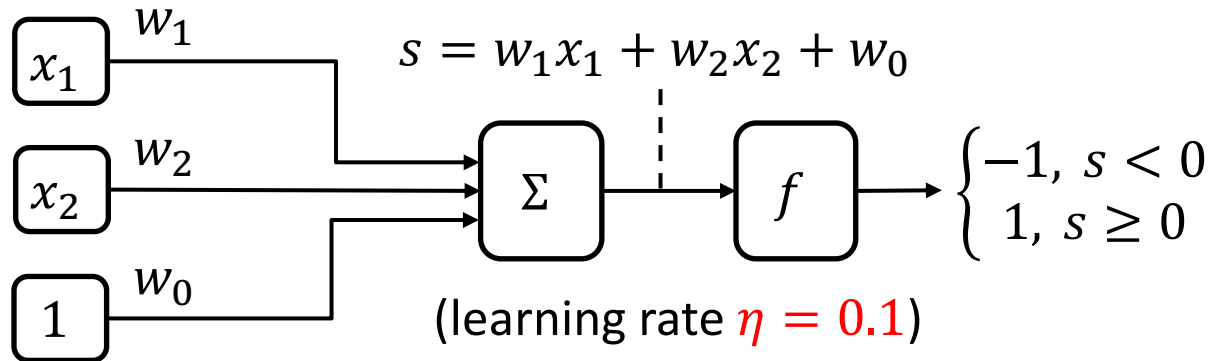 w₁
x₁
s = w₁x₁ + w₂x₂ + w₀
w₂
x₂
Σ
f
−1, s < 0
1, s ≥ 0
w₀
1
(learning rate η = 0.1)